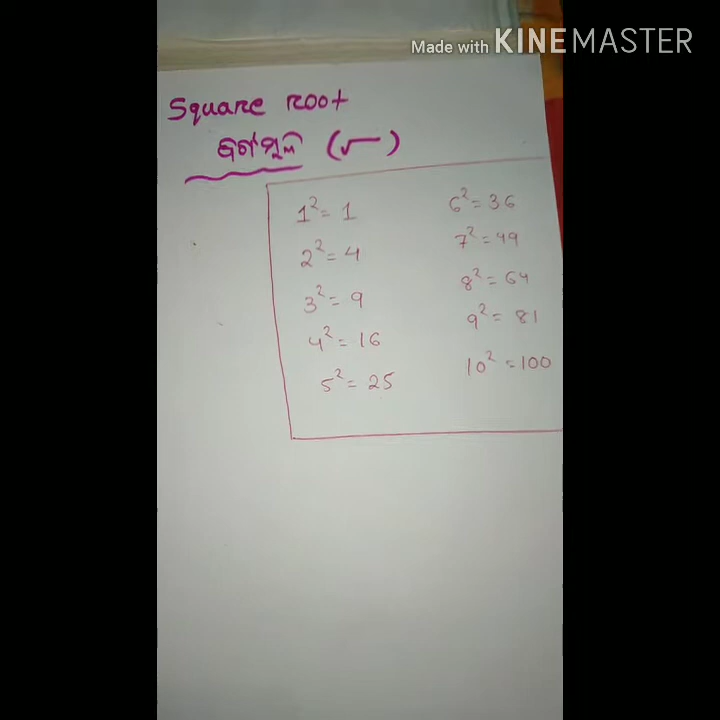 Made with KINEMASTER
Square root
ବର୍ଗମୂଳ (√)
1² = 1
2² = 4
3² = 9
4² = 16
5² = 25
6² = 36
7² = 49
8² = 64
9² = 81
10² = 100